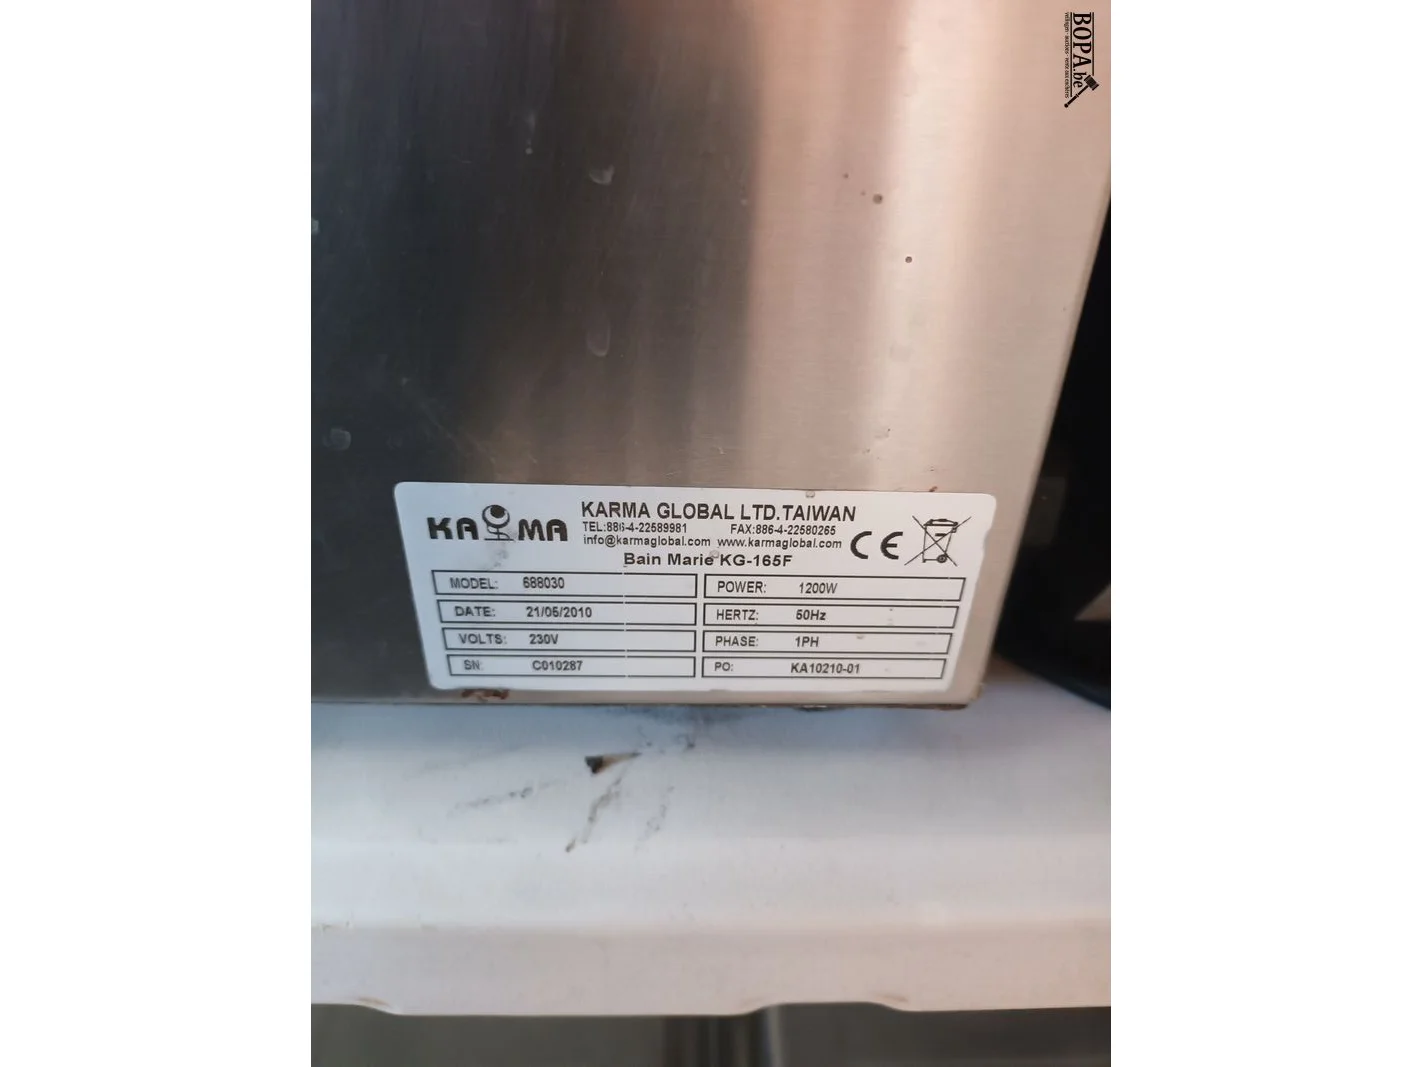 KARMA
KARMA GLOBAL LTD.TAIWAN
TEL:886-4-22589981 FAX:886-4-22580265
info@karmaglobal.com www.karmaglobal.com
CE
Bain Marie KG-165F
MODEL: 688030 POWER: 1200W
DATE: 21/05/2010 HERTZ: 50Hz
VOLTS: 230V PHASE: 1PH
SN: C010287 PO: KA10210-01
BOPA.be